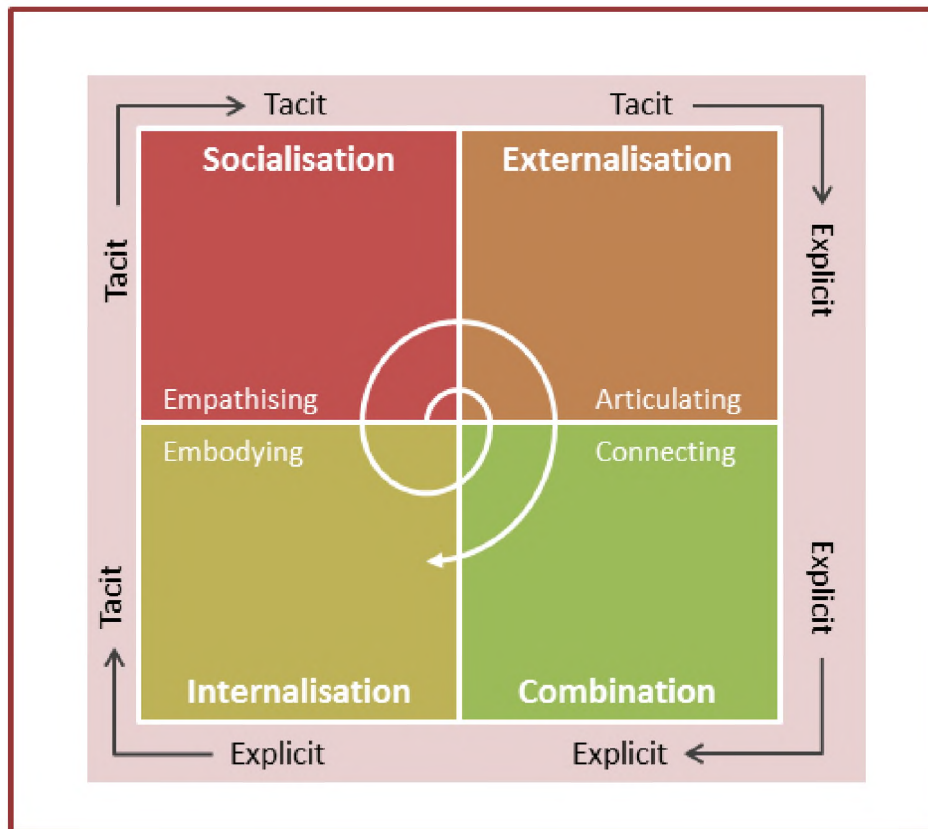 Tacit
Tacit
Socialisation
Externalisation
Tacit
Explicit
Empathising
Articulating
Embodying
Connecting
Tacit
Explicit
Internalisation
Combination
Explicit
Explicit